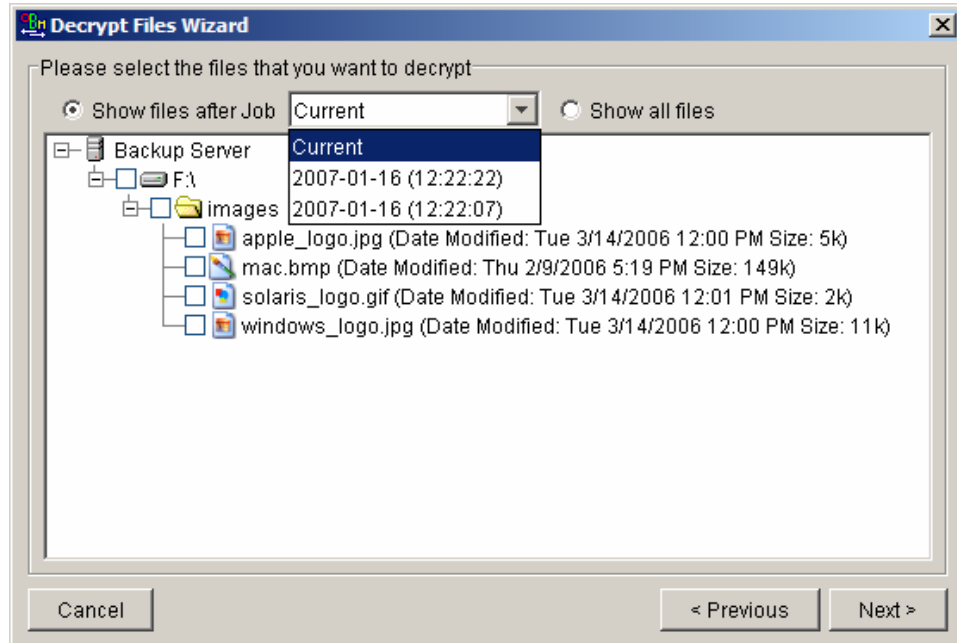 Decrypt Files Wizard
Please select the files that you want to decrypt
Show files after Job Current Show all files
Current
2007-01-16 (12:22:22)
2007-01-16 (12:22:07)
Backup Server
F:\
images
apple_logo.jpg (Date Modified: Tue 3/14/2006 12:00 PM Size: 5k)
mac.bmp (Date Modified: Thu 2/9/2006 5:19 PM Size: 149k)
solaris_logo.gif (Date Modified: Tue 3/14/2006 12:01 PM Size: 2k)
windows_logo.jpg (Date Modified: Tue 3/14/2006 12:00 PM Size: 11k)
Cancel < Previous Next >